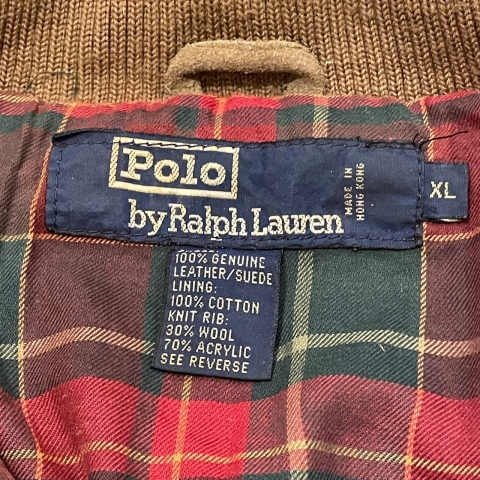 Polo
by Ralph Lauren
MADE IN
HONG KONG
XL
100% GENUINE
LEATHER/SUEDE
LINING:
100% COTTON
KNIT RIB:
30% WOOL
70% ACRYLIC
SEE REVERSE